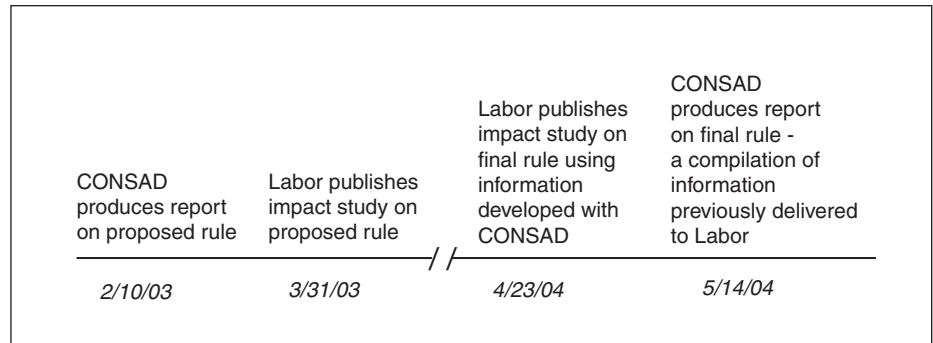 CONSAD
produces report
on proposed rule
Labor publishes
impact study on
proposed rule
Labor publishes
impact study on
final rule using
information
developed with
CONSAD
CONSAD
produces report
on final rule -
a compilation of
information
previously delivered
to Labor
2/10/03
3/31/03
4/23/04
5/14/04